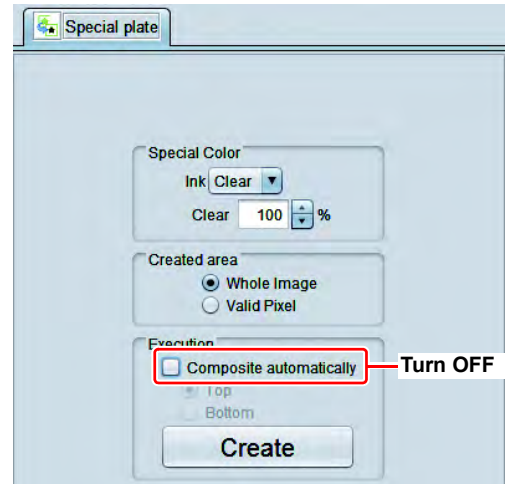 Special plate
Special Color
Ink Clear
Clear 100 %
Created area
Whole Image
Valid Pixel
Execution
Composite automatically
Turn OFF
Top
Bottom
Create